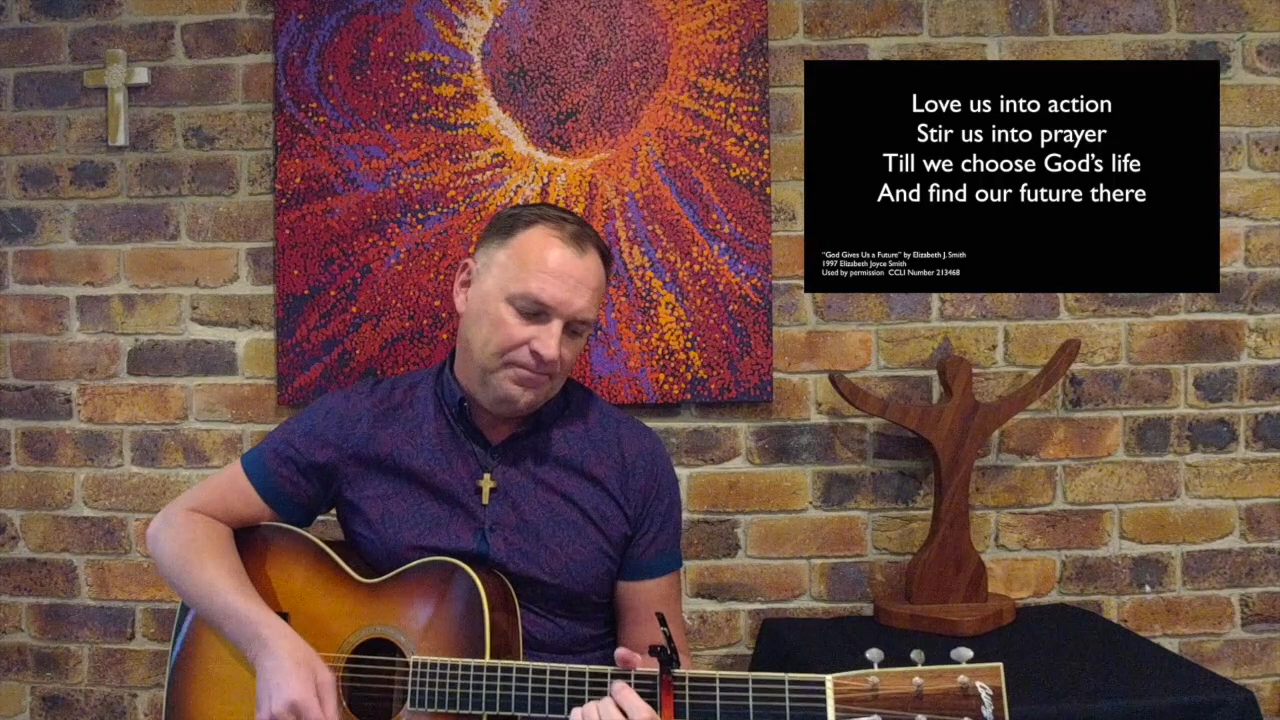 Love us into action
Stir us into prayer
Till we choose God's life
And find our future there
"God Gives Us a Future" by Elizabeth J. Smith
1997 Elizabeth Joyce Smith
Used by permission CCLI Number 213468